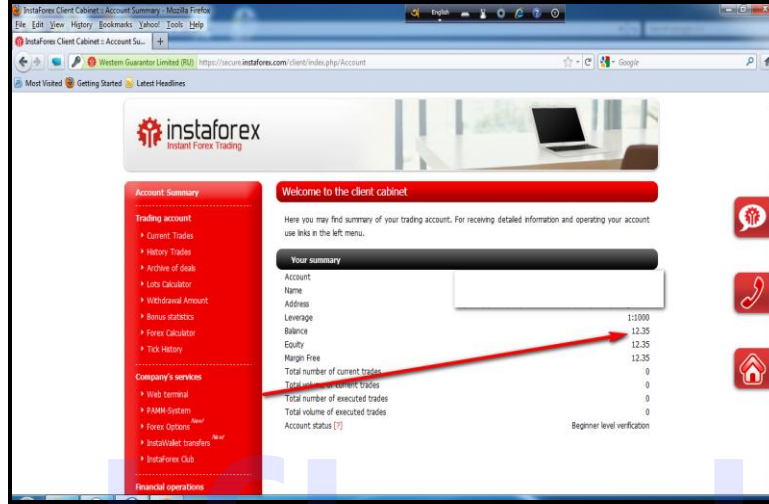 InstaForex Client Cabinet :: Account Summary - Mozilla Firefox
English
File Edit View History Bookmarks Yahoo! Tools Help
InstaForex Client Cabinet :: Account Su...
Western Guarantor Limited (RU) https://secure.instaforex.com/client/index.php/Account
Google
Most Visited Getting Started Latest Headlines
instaforex
Instant Forex Trading
Account Summary
Trading account
Current Trades
History Trades
Archive of deals
Lots Calculator
Withdrawal Amount
Bonus statistics
Forex Calculator
Tick History
Company's services
Web terminal
PAMM-System
Forex Options New!
InstaWallet transfers New!
InstaForex Club
Financial operations
Welcome to the client cabinet
Here you may find summary of your trading account. For receiving detailed information and operating your account
use links in the left menu.
Your summary
Account
Name
Address
Leverage 1:1000
Balance 12.35
Equity 12.35
Margin Free 12.35
Total number of current trades 0
Total volume of current trades 0
Total number of executed trades 0
Total volume of executed trades 0
Account status [?] Beginner level verification